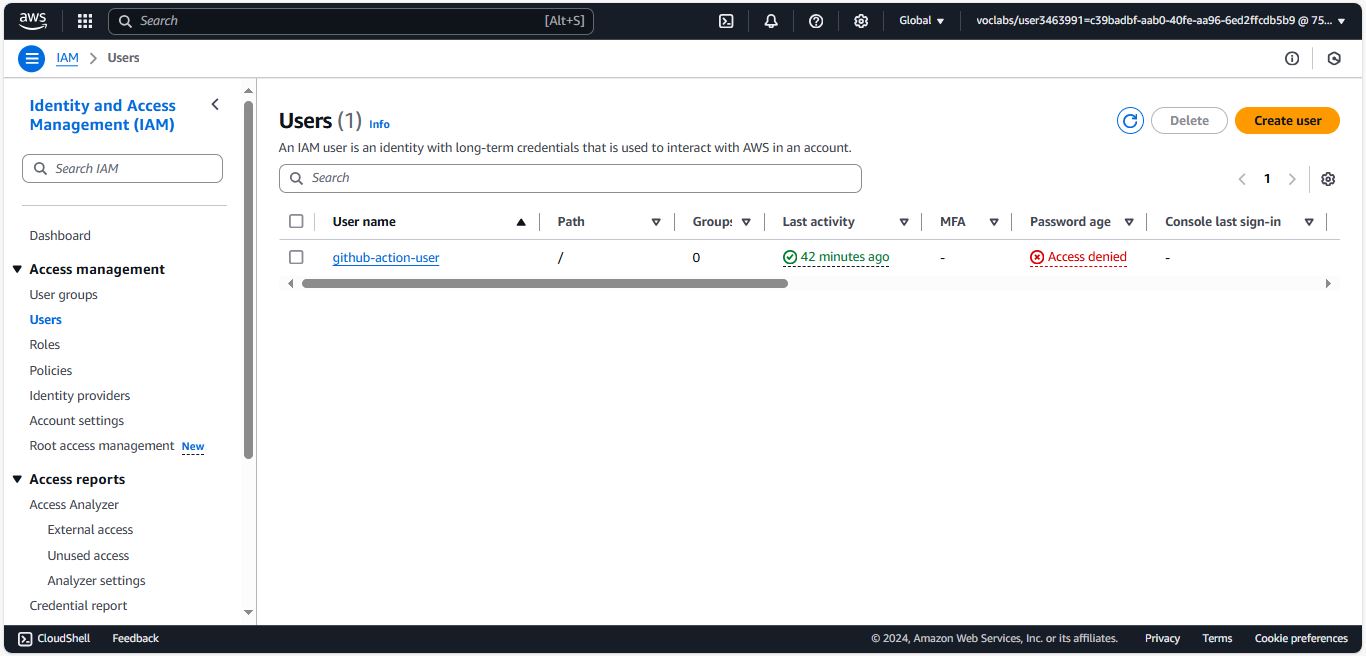 aws
Search [Alt+S]
Global
voclabs/user3463991=c39badbf-aab0-40fe-aa96-6ed2ffcdb5b9 @ 75...
IAM > Users
Identity and Access
Management (IAM)
Search IAM
Dashboard
Access management
User groups
Users
Roles
Policies
Identity providers
Account settings
Root access management New
Access reports
Access Analyzer
External access
Unused access
Analyzer settings
Credential report
Users (1) Info
Delete
Create user
An IAM user is an identity with long-term credentials that is used to interact with AWS in an account.
Search
1
User name Path Groups Last activity MFA Password age Console last sign-in
github-action-user / 0 42 minutes ago - Access denied -
CloudShell Feedback
© 2024, Amazon Web Services, Inc. or its affiliates. Privacy Terms Cookie preferences